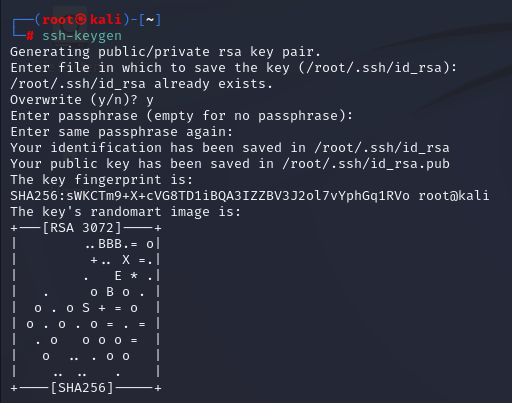 ┌──(root㉿kali)-[~]
└─# ssh-keygen
Generating public/private rsa key pair.
Enter file in which to save the key (/root/.ssh/id_rsa):
/root/.ssh/id_rsa already exists.
Overwrite (y/n)? y
Enter passphrase (empty for no passphrase):
Enter same passphrase again:
Your identification has been saved in /root/.ssh/id_rsa
Your public key has been saved in /root/.ssh/id_rsa.pub
The key fingerprint is:
SHA256:sWKCTm9+X+cVG8TD1iBQA3IZZBV3J2ol7vYphGq1RVo root@kali
The key's randomart image is:
+---[RSA 3072]----+
|        ..BBB.= o|
|         +.. X =.|
|        .   E * .|
|   .     o B o . |
|  o . o S + = o  |
| o . o . o = . = |
|  . o   o o o =  |
|   o  .. . o o   |
|    .. ..   .    |
+----[SHA256]-----+